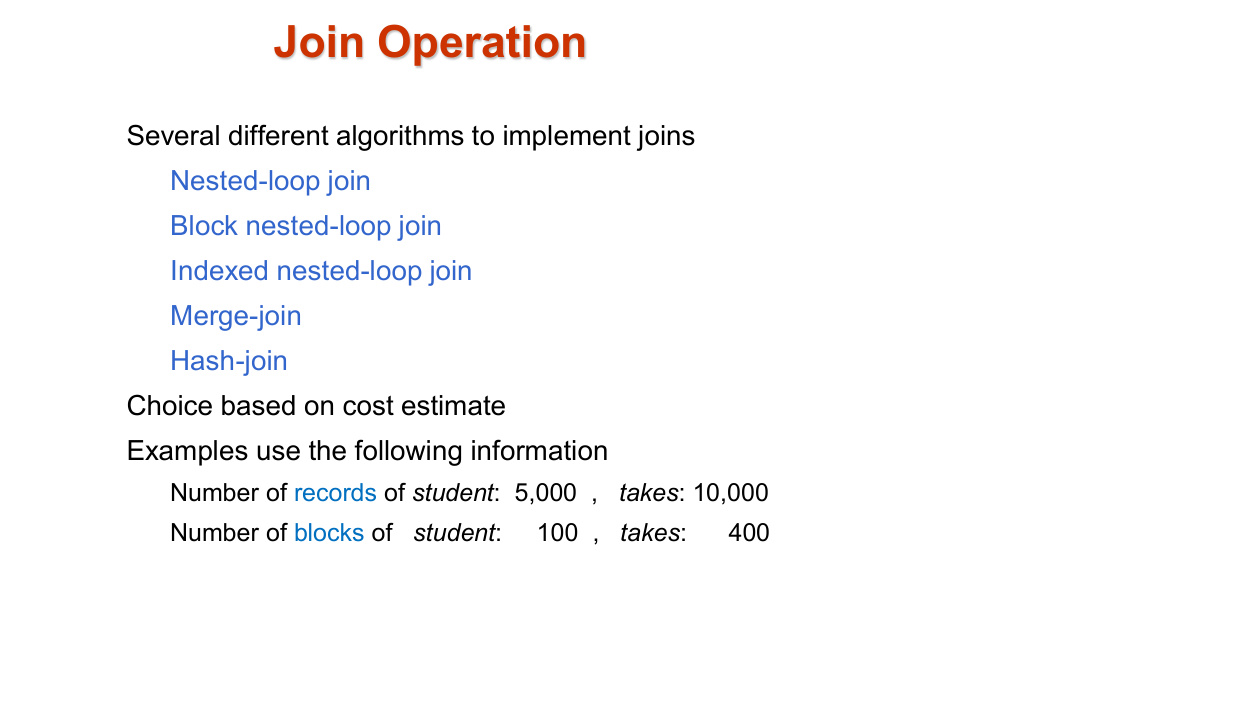 Join Operation
Several different algorithms to implement joins
Nested-loop join
Block nested-loop join
Indexed nested-loop join
Merge-join
Hash-join
Choice based on cost estimate
Examples use the following information
Number of records of student: 5,000 , takes: 10,000
Number of blocks of student: 100 , takes: 400